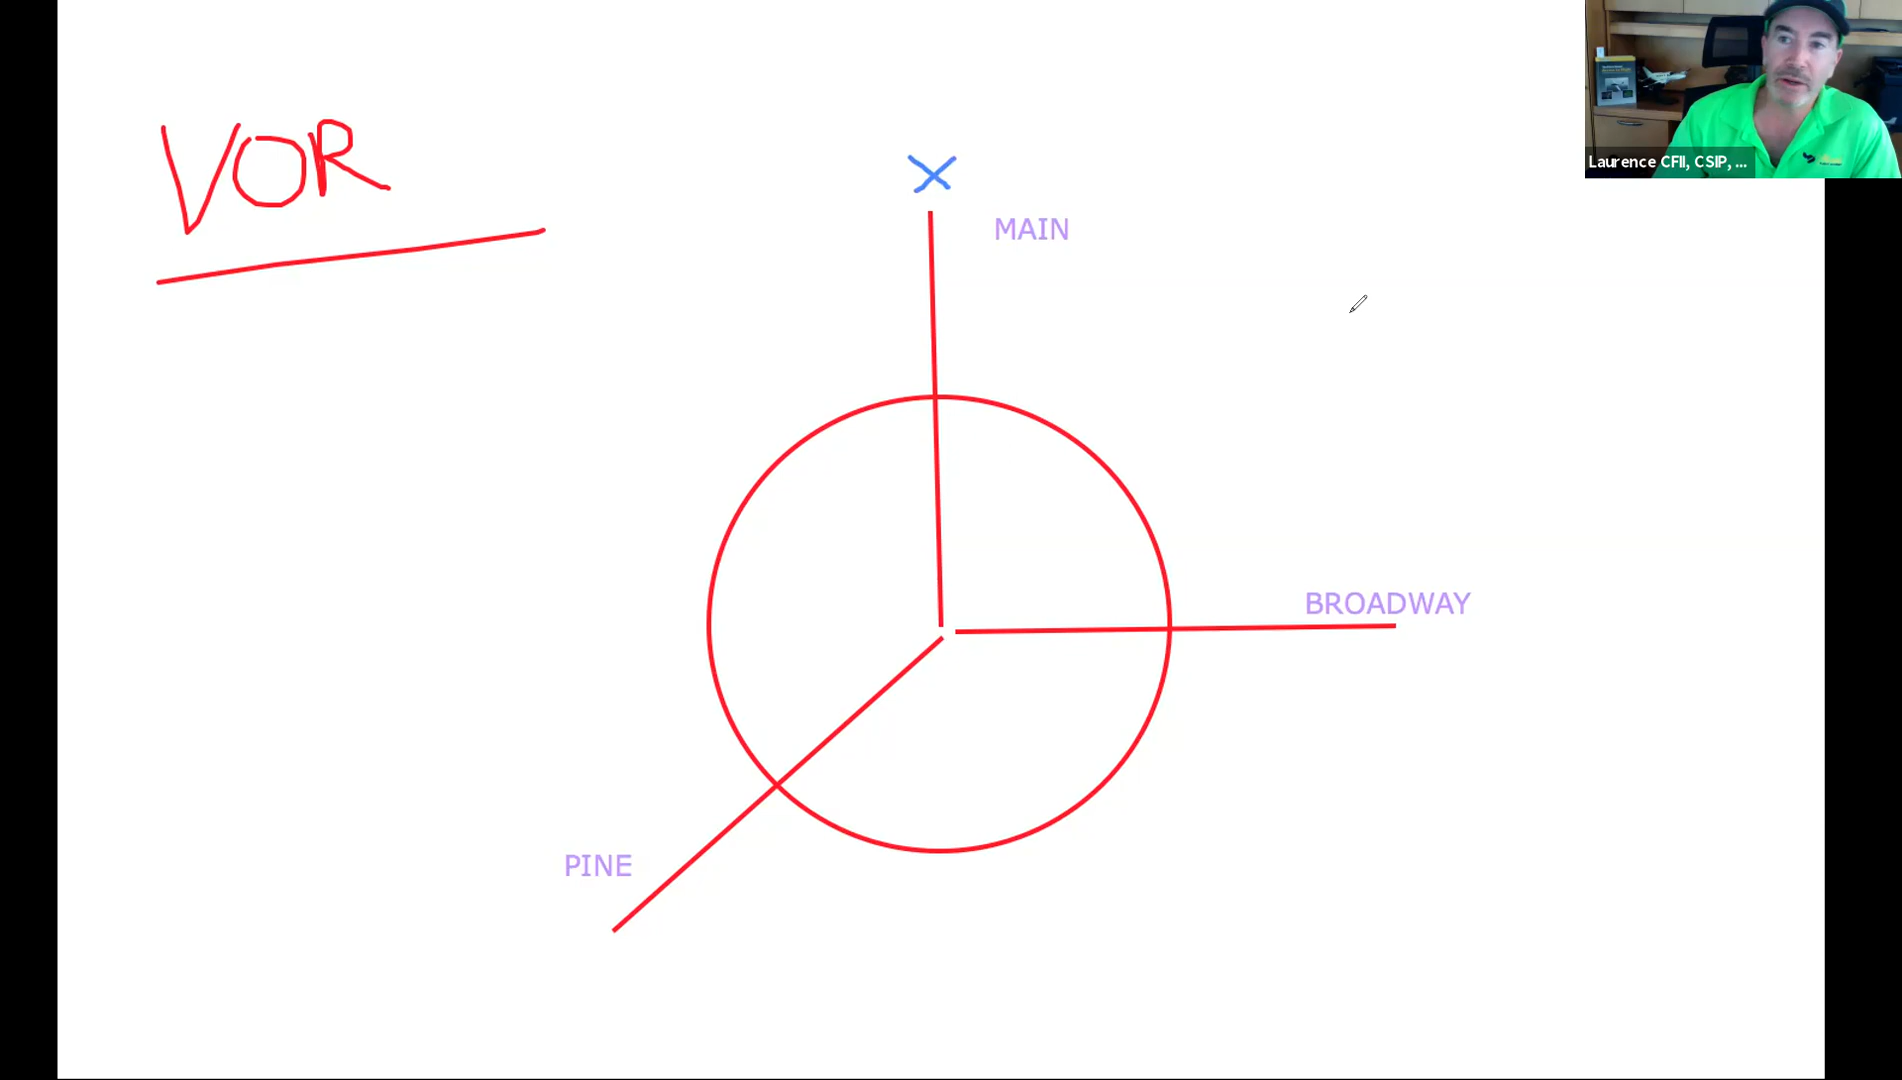 VOR
X
MAIN
BROADWAY
PINE
Laurence CFII, CSIP, ...